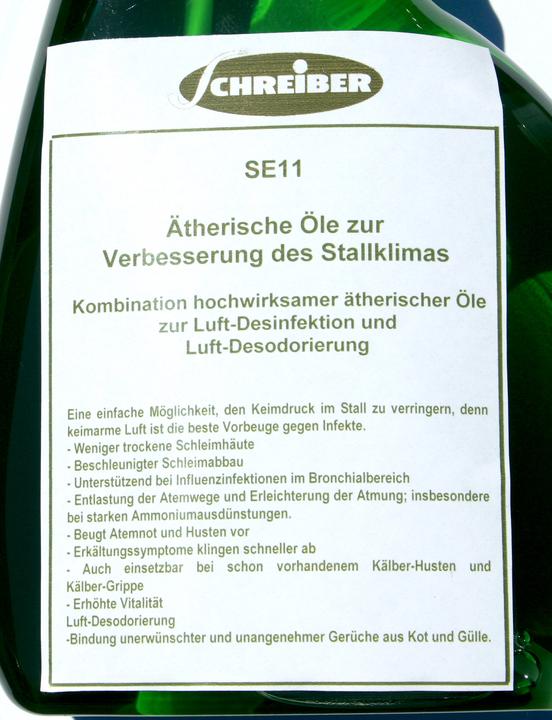 SCHREIBER
SE11
Ätherische Öle zur
Verbesserung des Stallklimas
Kombination hochwirksamer ätherischer Öle
zur Luft-Desinfektion und
Luft-Desodorierung
Eine einfache Möglichkeit, den Keimdruck im Stall zu verringern, denn
keimarme Luft ist die beste Vorbeuge gegen Infekte.
- Weniger trockene Schleimhäute
- Beschleunigter Schleimabbau
- Unterstützend bei Influenzinfektionen im Bronchialbereich
- Entlastung der Atemwege und Erleichterung der Atmung; insbesondere
bei starken Ammoniumausdünstungen.
- Beugt Atemnot und Husten vor
- Erkältungssymptome klingen schneller ab
- Auch einsetzbar bei schon vorhandenem Kälber-Husten und
Kälber-Grippe
- Erhöhte Vitalität
Luft-Desodorierung
-Bindung unerwünschter und unangenehmer Gerüche aus Kot und Gülle.